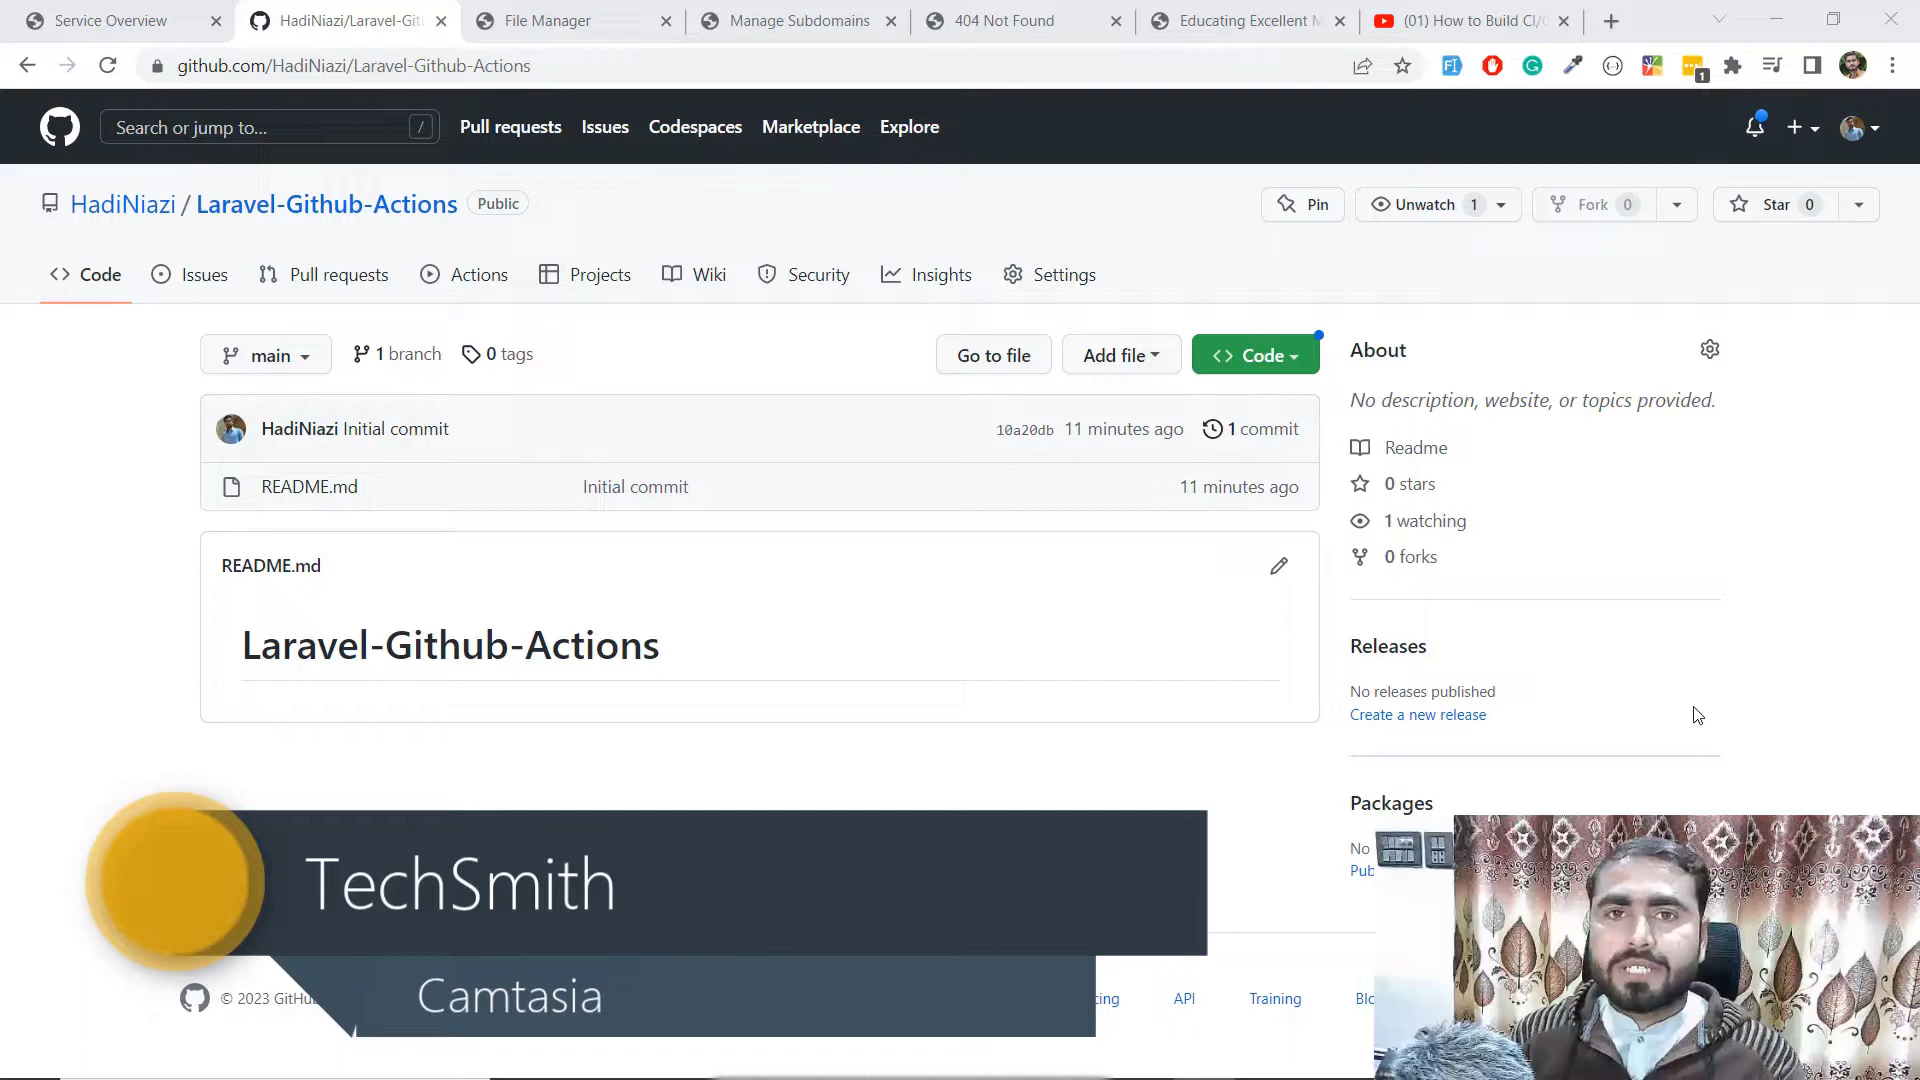 Service Overview
HadiNiazi/Laravel-Git
File Manager
Manage Subdomains
404 Not Found
Educating Excellent M
(01) How to Build CI/
github.com/HadiNiazi/Laravel-Github-Actions
1
Search or jump to...
/
Pull requests
Issues
Codespaces
Marketplace
Explore
HadiNiazi / Laravel-Github-Actions
Public
Pin
Unwatch 1
Fork 0
Star 0
Code
Issues
Pull requests
Actions
Projects
Wiki
Security
Insights
Settings
main
1 branch
0 tags
Go to file
Add file
Code
HadiNiazi Initial commit
10a20db 11 minutes ago
1 commit
README.md
Initial commit
11 minutes ago
README.md
Laravel-Github-Actions
About
No description, website, or topics provided.
Readme
0 stars
1 watching
0 forks
Releases
No releases published
Create a new release
Packages
No
Pub
TechSmith
Camtasia
© 2023 GitHu
cing
API
Training
Blo